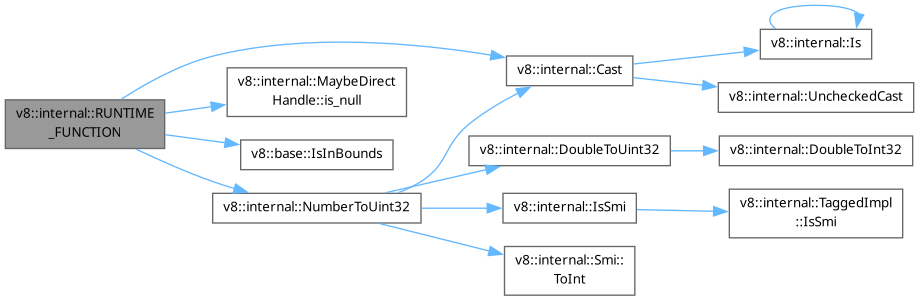 v8::internal::RUNTIME
_FUNCTION
v8::internal::MaybeDirect
Handle::is_null
v8::base::IsInBounds
v8::internal::NumberToUint32
v8::internal::Cast
v8::internal::DoubleToUint32
v8::internal::IsSmi
v8::internal::Smi::
ToInt
v8::internal::Is
v8::internal::UncheckedCast
v8::internal::DoubleToInt32
v8::internal::TaggedImpl
::IsSmi